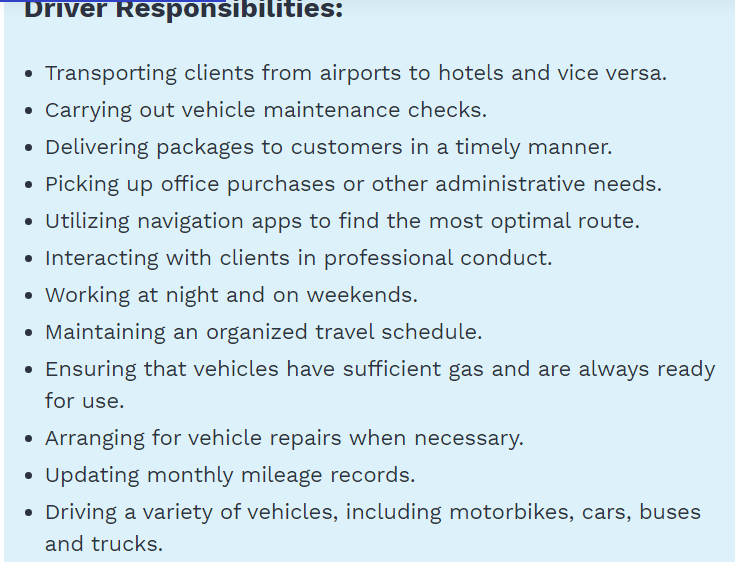 Driver Responsibilities:
• Transporting clients from airports to hotels and vice versa.
• Carrying out vehicle maintenance checks.
• Delivering packages to customers in a timely manner.
• Picking up office purchases or other administrative needs.
• Utilizing navigation apps to find the most optimal route.
• Interacting with clients in professional conduct.
• Working at night and on weekends.
• Maintaining an organized travel schedule.
• Ensuring that vehicles have sufficient gas and are always ready
for use.
• Arranging for vehicle repairs when necessary.
• Updating monthly mileage records.
• Driving a variety of vehicles, including motorbikes, cars, buses
and trucks.